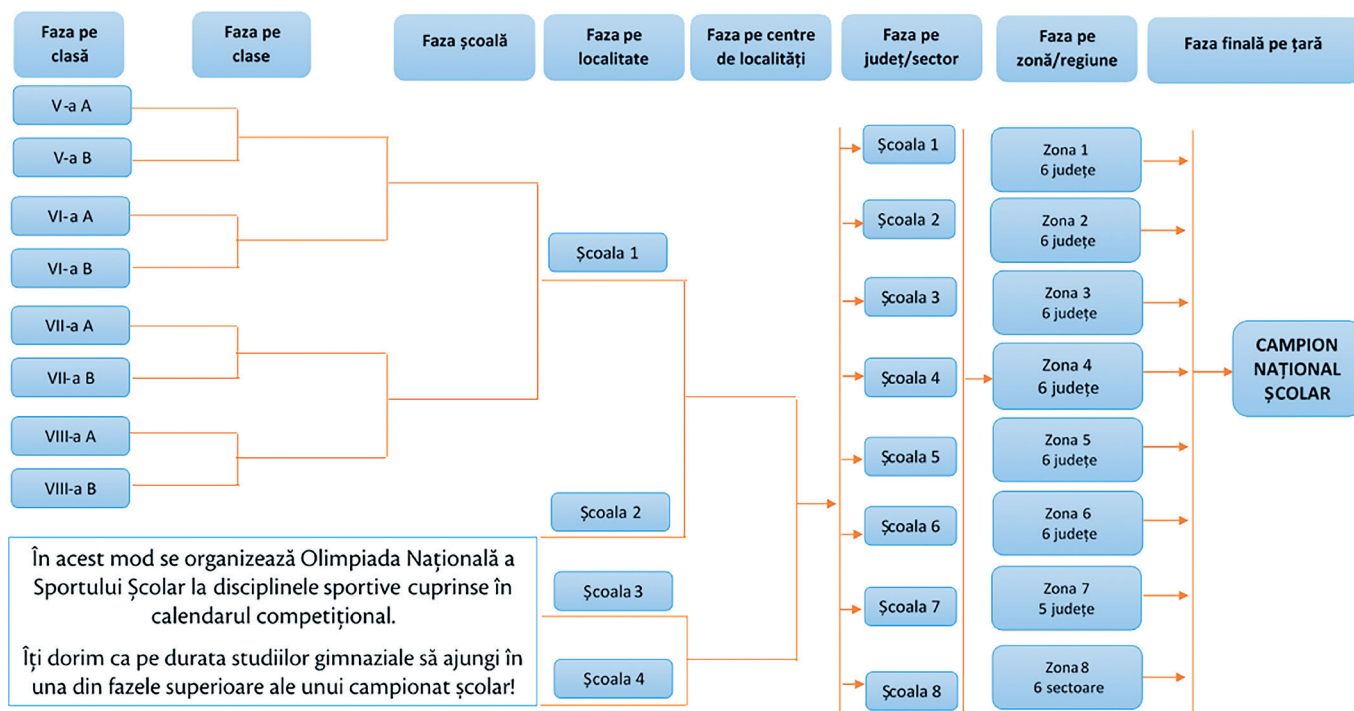 Faza pe
clasă
Faza pe
clase
Faza școală
Faza pe
localitate
Faza pe centre
de localități
Faza pe
județ/sector
Faza pe
zonă/regiune
Faza finală pe țară
V-a A
V-a B
VI-a A
VI-a B
VII-a A
VII-a B
VIII-a A
VIII-a B
Școala 1
Școala 2
Școala 3
Școala 4
Școala 1
Școala 2
Școala 3
Școala 4
Școala 5
Școala 6
Școala 7
Școala 8
Zona 1
6 județe
Zona 2
6 județe
Zona 3
6 județe
Zona 4
6 județe
Zona 5
6 județe
Zona 6
6 județe
Zona 7
5 județe
Zona 8
6 sectoare
CAMPION
NAȚIONAL
ȘCOLAR
În acest mod se organizează Olimpiada Națională a
Sportului Școlar la disciplinele sportive cuprinse în
calendarul competițional.
Îți dorim ca pe durata studiilor gimnaziale să ajungi în
una din fazele superioare ale unui campionat școlar!